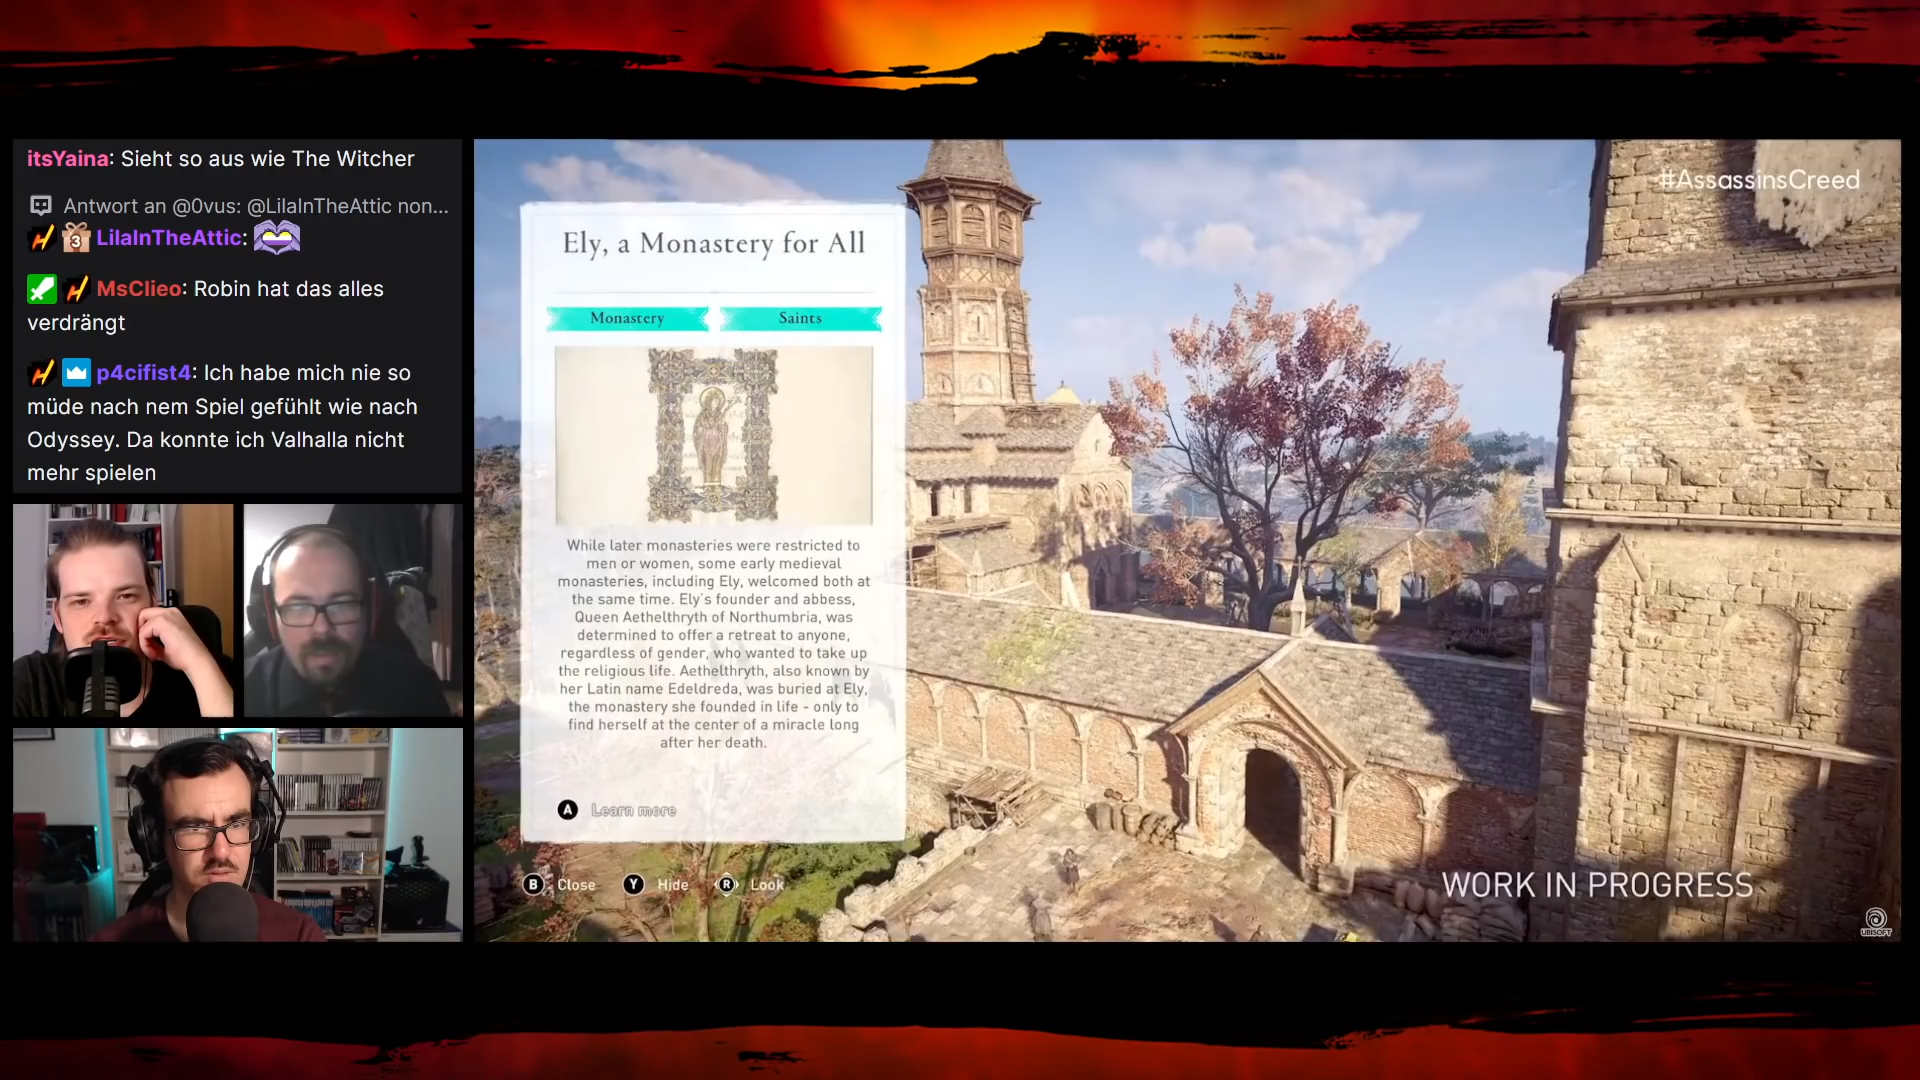 itsYaina: Sieht so aus wie The Witcher
Antwort an @0vus: @LilaInTheAttic non...
3 LilaInTheAttic:
MsClieo: Robin hat das alles
verdrängt
p4cifist4: Ich habe mich nie so
müde nach nem Spiel gefühlt wie nach
Odyssey. Da konnte ich Valhalla nicht
mehr spielen
#AssassinsCreed
Ely, a Monastery for All
Monastery
Saints
While later monasteries were restricted to
men or women, some early medieval
monasteries, including Ely, welcomed both at
the same time. Ely's founder and abbess,
Queen Aethelthryth of Northumbria, was
determined to offer a retreat to anyone,
regardless of gender, who wanted to take up
the religious life. Aethelthryth, also known by
her Latin name Edeldreda, was buried at Ely,
the monastery she founded in life - only to
find herself at the center of a miracle long
after her death.
A Learn more
B Close
Y Hide
R Look
WORK IN PROGRESS
UBISOFT